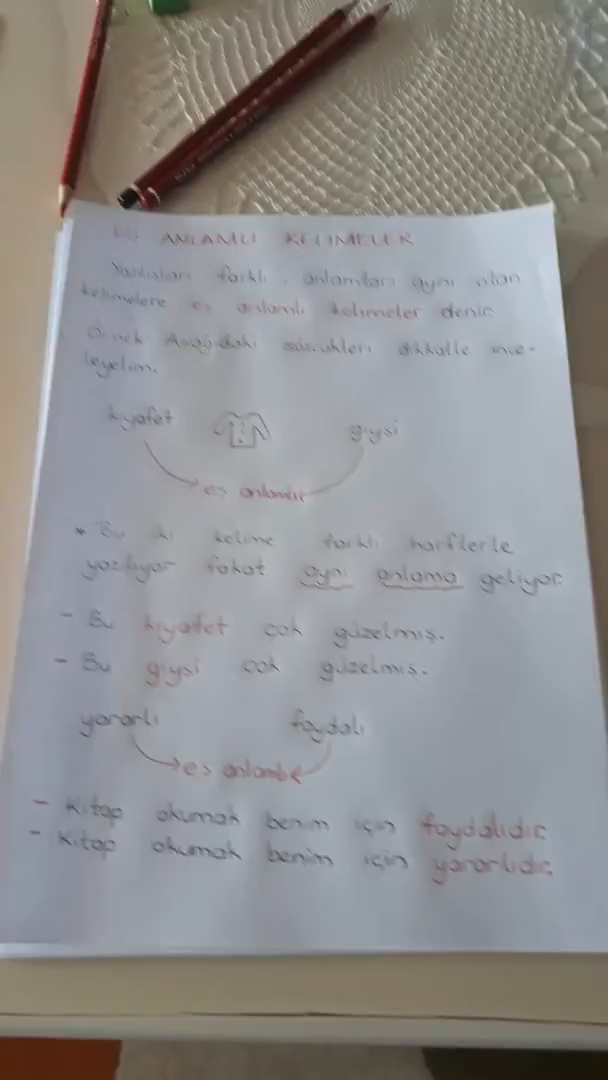 EŞ ANLAMLI KELİMELER
Yazılışları farklı, anlamları aynı olan
kelimelere eş anlamlı kelimeler denir.
Örnek Aşağıdaki sözcükleri dikkatle ince-
leyelim.
kıyafet giysi
eş anlamlı
* Bu iki kelime farklı harflerle
yazılıyor fakat aynı anlama geliyor.
- Bu kıyafet çok güzelmiş.
- Bu giysi çok güzelmiş.
yararlı faydalı
eş anlamlı
- Kitap okumak benim için faydalıdır.
- Kitap okumak benim için yararlıdır.